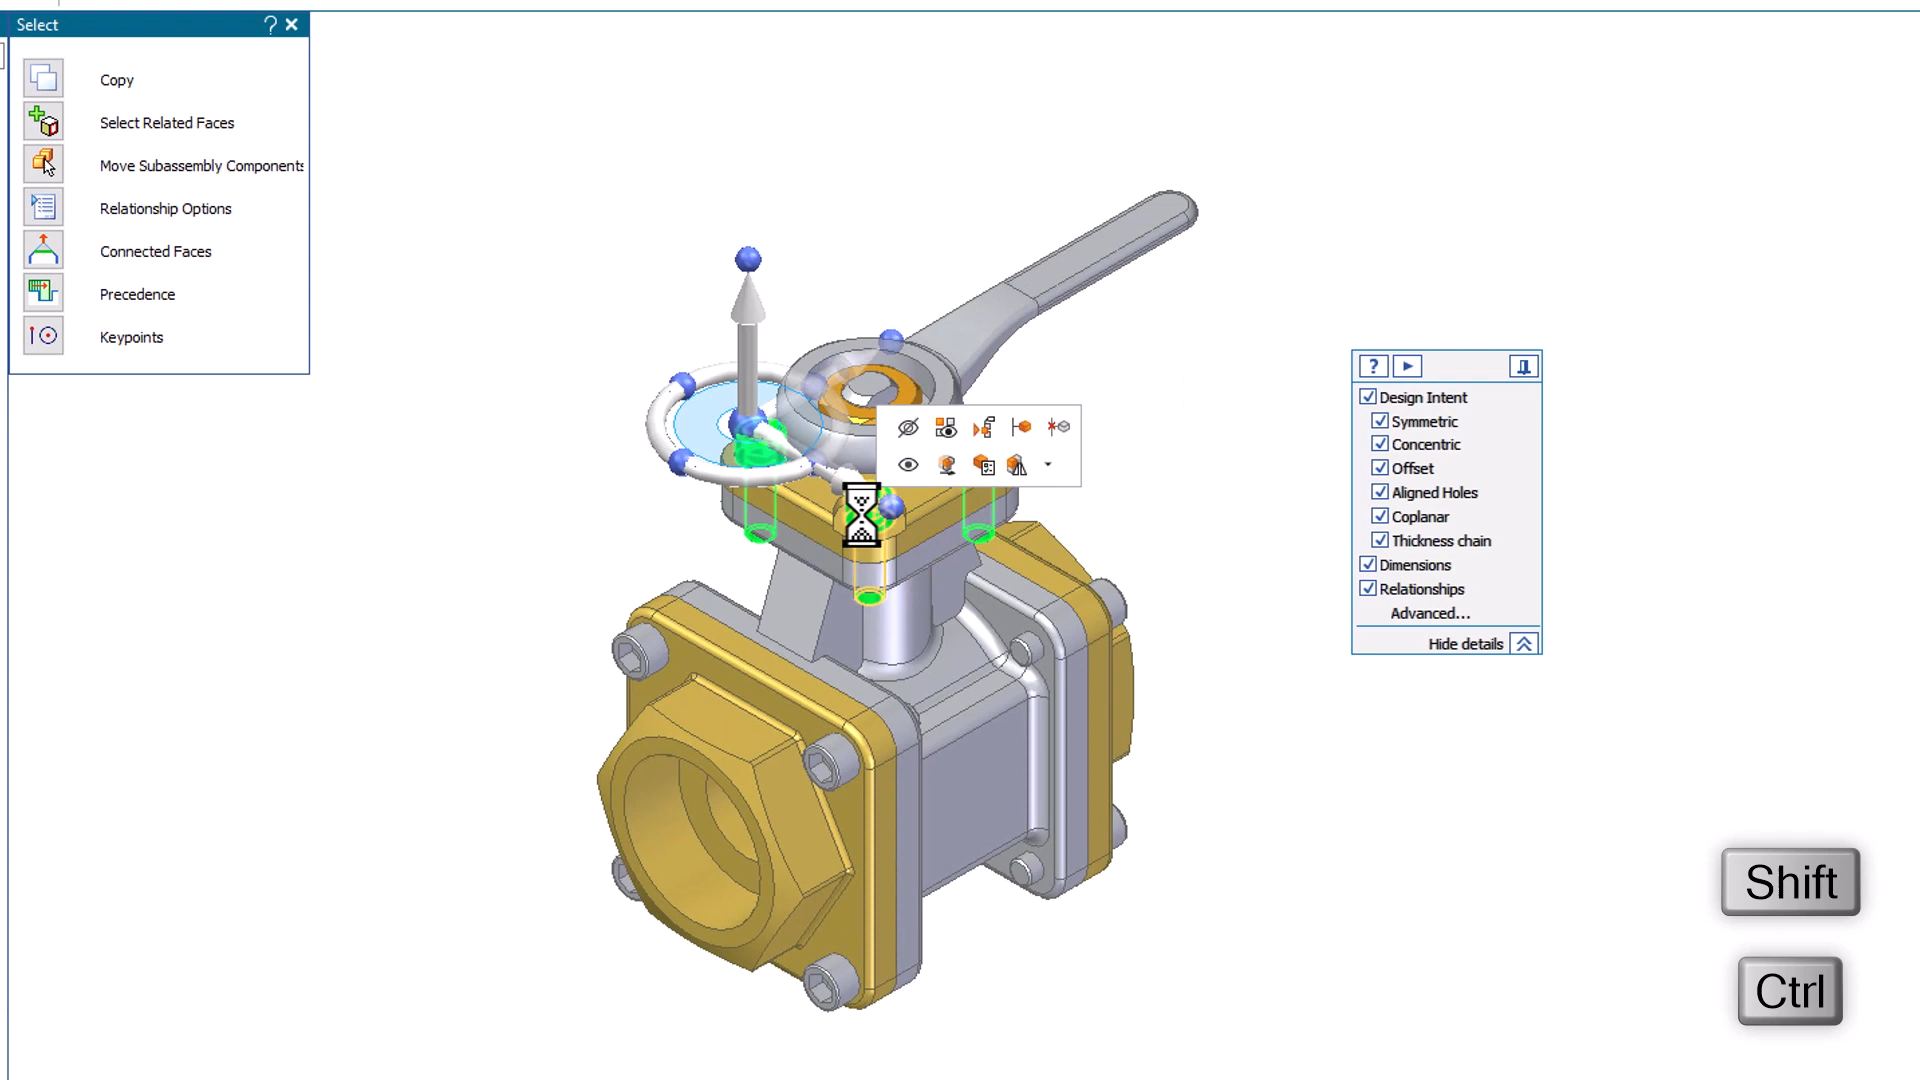 Select
?
Copy
Select Related Faces
Move Subassembly Components
Relationship Options
Connected Faces
Precedence
Keypoints
?
Design Intent
Symmetric
Concentric
Offset
Aligned Holes
Coplanar
Thickness chain
Dimensions
Relationships
Advanced...
Hide details
Shift
Ctrl